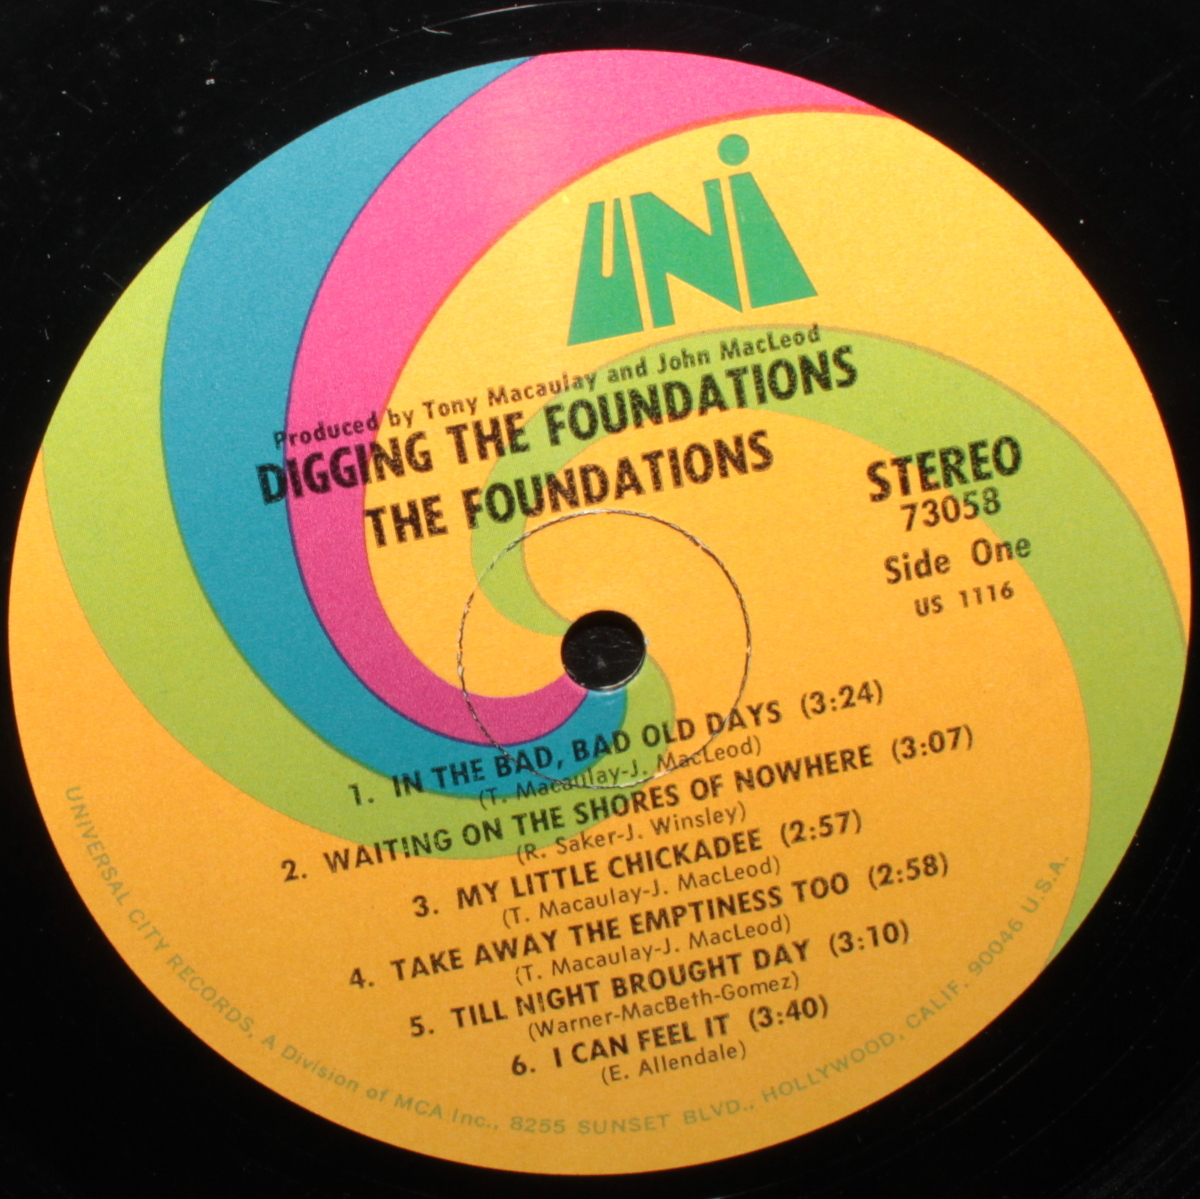 UNI
Produced by Tony Macaulay and John MacLeod
DIGGING THE FOUNDATIONS
THE FOUNDATIONS
STEREO
73058
Side One
US 1116
1. IN THE BAD, BAD OLD DAYS (3:24)
(T. Macaulay-J. MacLeod)
2. WAITING ON THE SHORES OF NOWHERE (3:07)
(R. Saker-J. Winsley)
3. MY LITTLE CHICKADEE (2:57)
(T. Macaulay-J. MacLeod)
4. TAKE AWAY THE EMPTINESS TOO (2:58)
(T. Macaulay-J. MacLeod)
5. TILL NIGHT BROUGHT DAY (3:10)
(Warner-MacBeth-Gomez)
6. I CAN FEEL IT (3:40)
(E. Allendale)
UNIVERSAL CITY RECORDS, A Division of MCA Inc., 8255 SUNSET BLVD., HOLLYWOOD, CALIF. 90046 U.S.A.